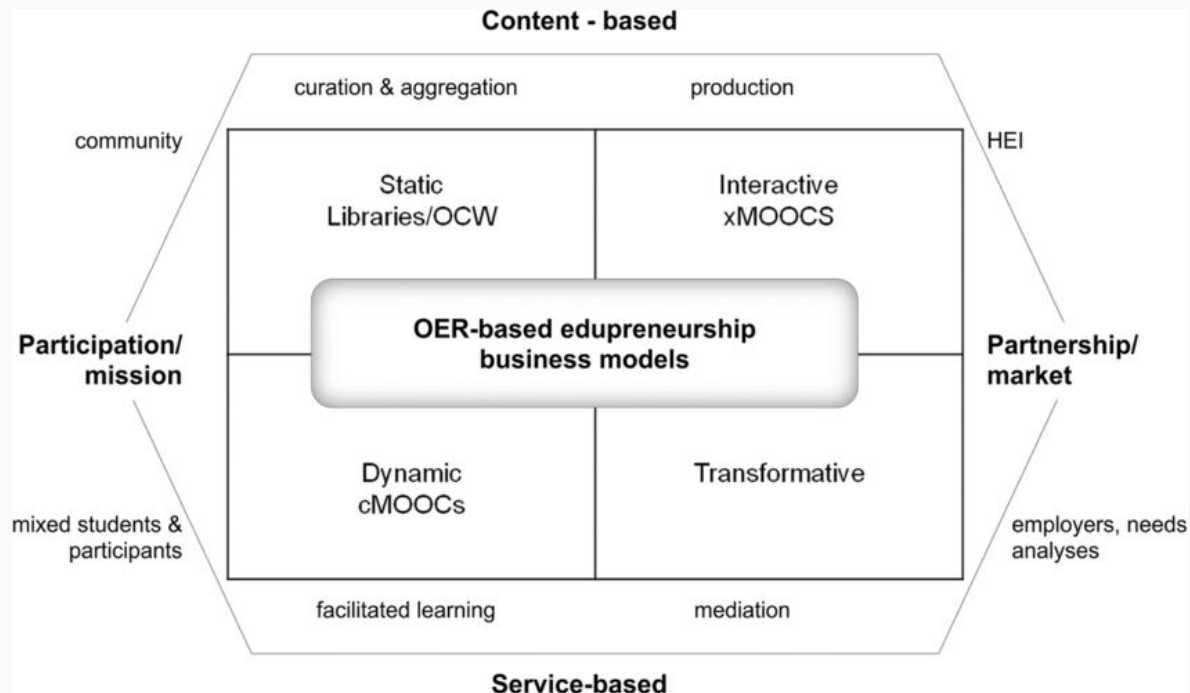 Content - based
curation & aggregation
production
community
HEI
Static
Libraries/OCW
Interactive
xMOOCS
OER-based edupreneurship
business models
Participation/
mission
Partnership/
market
Dynamic
cMOOCs
Transformative
mixed students &
participants
employers, needs
analyses
facilitated learning
mediation
Service-based